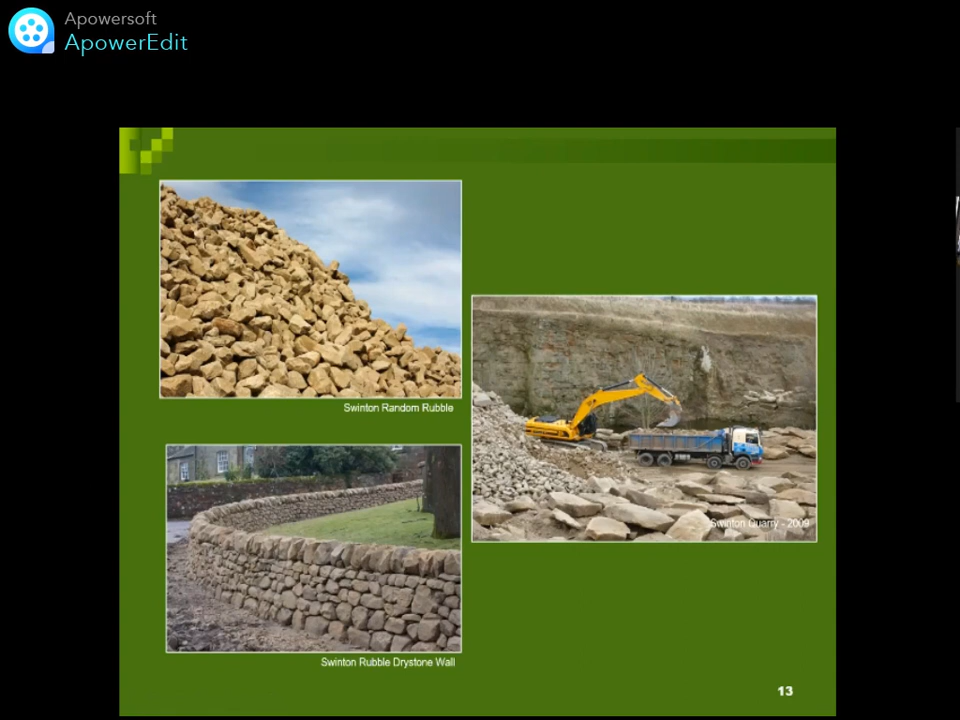 Apowersoft
ApowerEdit
Swinton Random Rubble
Swinton Quarry - 2009
Swinton Rubble Drystone Wall
13